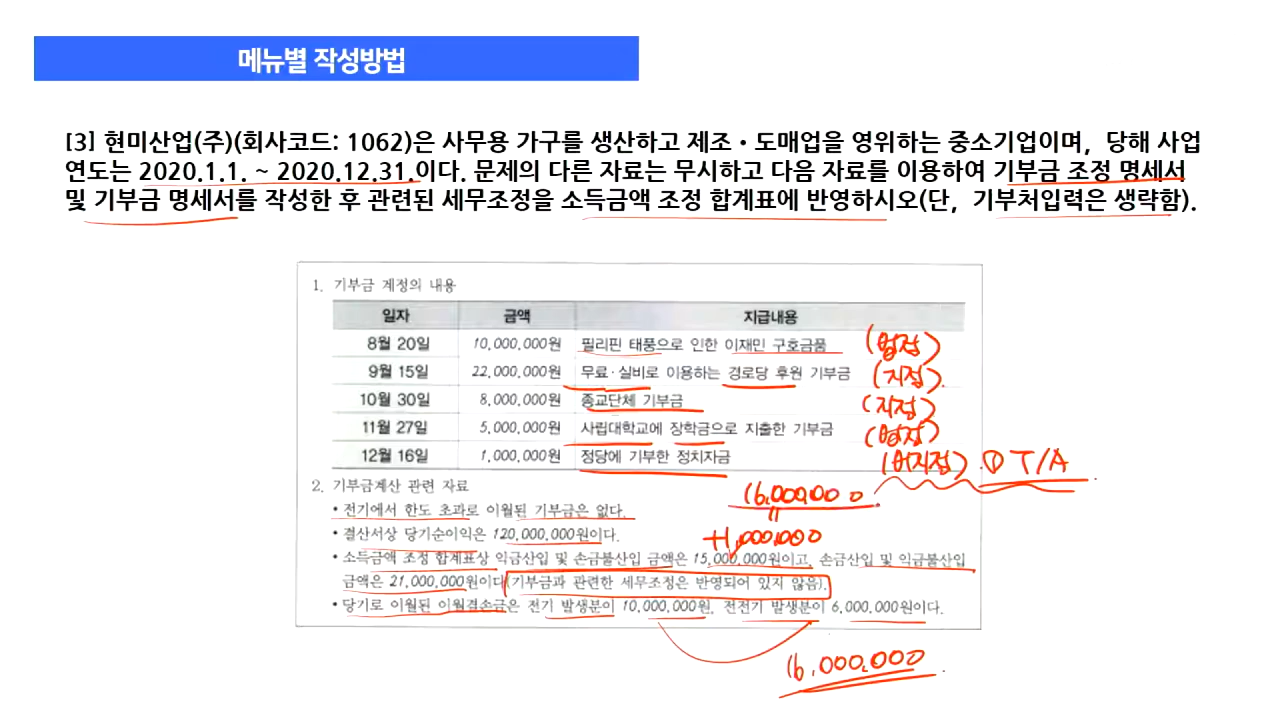 메뉴별 작성방법
[3] 현미산업(주)(회사코드: 1062)은 사무용 가구를 생산하고 제조·도매업을 영위하는 중소기업이며, 당해 사업
연도는 2020.1.1. ~ 2020.12.31.이다. 문제의 다른 자료는 무시하고 다음 자료를 이용하여 기부금 조정 명세서
및 기부금 명세서를 작성한 후 관련된 세무조정을 소득금액 조정 합계표에 반영하시오(단, 기부처입력은 생략함).
1. 기부금 계정의 내용
일자 금액 지급내용
8월 20일 10,000,000원 필리핀 태풍으로 인한 이재민 구호금품 (법정)
9월 15일 22,000,000원 무료·실비로 이용하는 경로당 후원 기부금 (지정)
10월 30일 8,000,000원 종교단체 기부금 (지정)
11월 27일 5,000,000원 사립대학교에 장학금으로 지출한 기부금 (법정)
12월 16일 1,000,000원 정당에 기부한 정치자금 (비지정) ① T/A
2. 기부금계산 관련 자료
16,000,000
• 전기에서 한도 초과로 이월된 기부금은 없다.
• 결산서상 당기순이익은 120,000,000원이다.
+1,000,000
• 소득금액 조정 합계표상 익금산입 및 손금불산입 금액은 15,000,000원이고, 손금산입 및 익금불산입
금액은 21,000,000원이다(기부금과 관련한 세무조정은 반영되어 있지 않음).
• 당기로 이월된 이월결손금은 전기 발생분이 10,000,000원, 전전기 발생분이 6,000,000원이다.
16,000,000